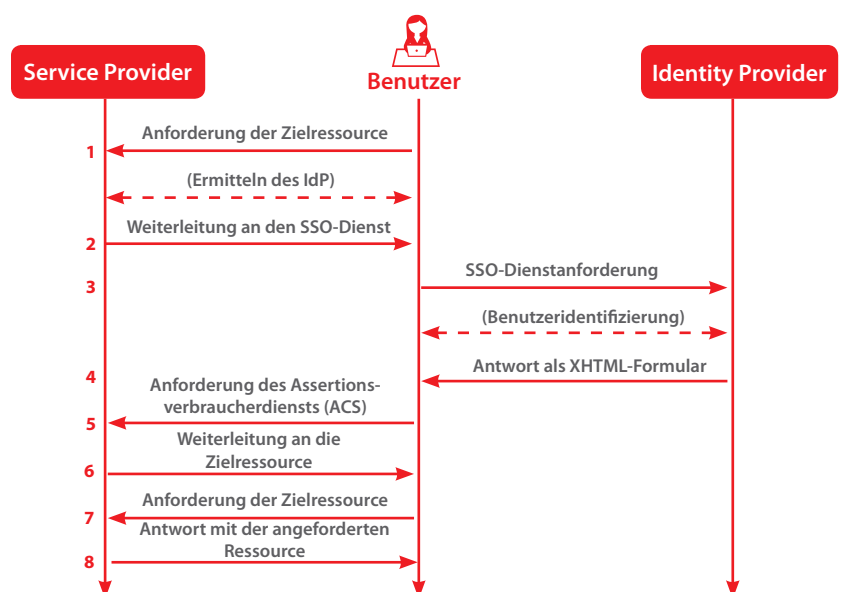 Service Provider
Benutzer
Identity Provider
Anforderung der Zielressource
1
(Ermitteln des IdP)
Weiterleitung an den SSO-Dienst
2
SSO-Dienstanforderung
3
(Benutzeridentifizierung)
Antwort als XHTML-Formular
4
Anforderung des Assertions-
verbraucherdiensts (ACS)
5
Weiterleitung an die
Zielressource
6
Anforderung der Zielressource
7
Antwort mit der angeforderten
Ressource
8